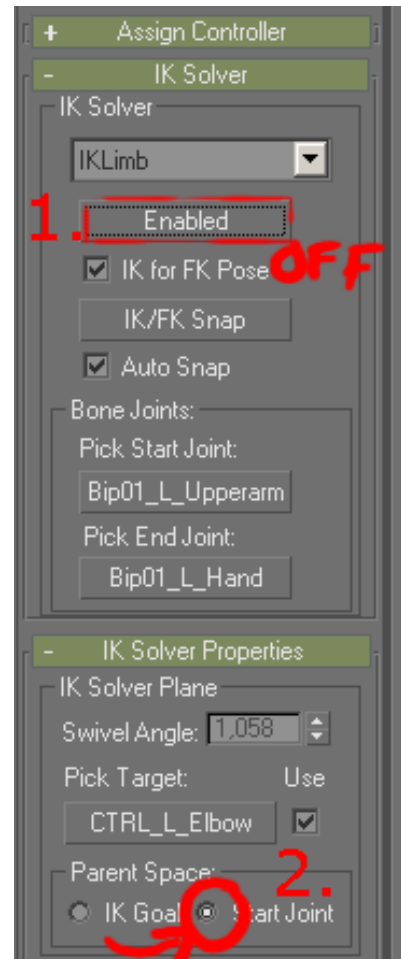 + Assign Controller
- IK Solver
IK Solver
IKLimb
1. Enabled
OFF
IK for FK Pose
IK/FK Snap
Auto Snap
Bone Joints:
Pick Start Joint:
Bip01_L_Upperarm
Pick End Joint:
Bip01_L_Hand
- IK Solver Properties
IK Solver Plane
Swivel Angle: 1,058
Pick Target: Use
CTRL_L_Elbow
Parent Space:
2.
IK Goal Start Joint